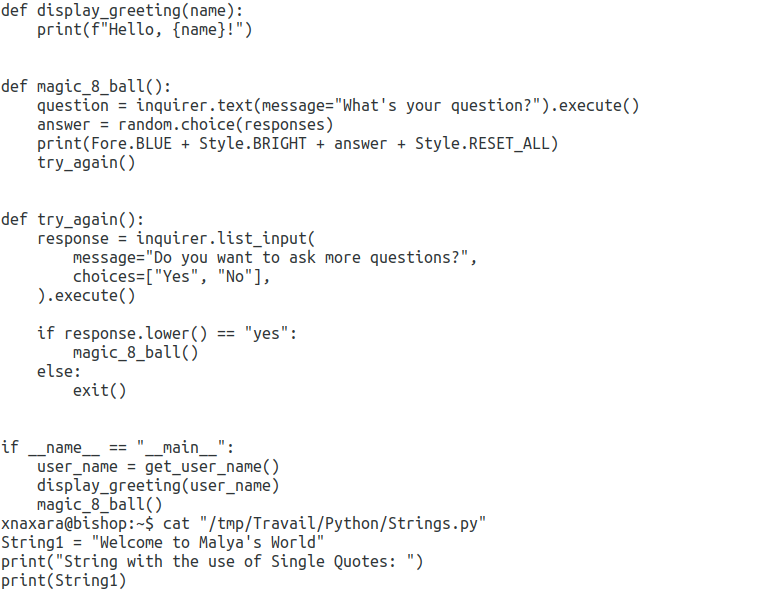 def display_greeting(name):
    print(f"Hello, {name}!")


def magic_8_ball():
    question = inquirer.text(message="What's your question?").execute()
    answer = random.choice(responses)
    print(Fore.BLUE + Style.BRIGHT + answer + Style.RESET_ALL)
    try_again()


def try_again():
    response = inquirer.list_input(
        message="Do you want to ask more questions?",
        choices=["Yes", "No"],
    ).execute()

    if response.lower() == "yes":
        magic_8_ball()
    else:
        exit()


if __name__ == "__main__":
    user_name = get_user_name()
    display_greeting(user_name)
    magic_8_ball()
xnaxara@bishop:~$ cat "/tmp/Travail/Python/Strings.py"
String1 = "Welcome to Malya's World"
print("String with the use of Single Quotes: ")
print(String1)